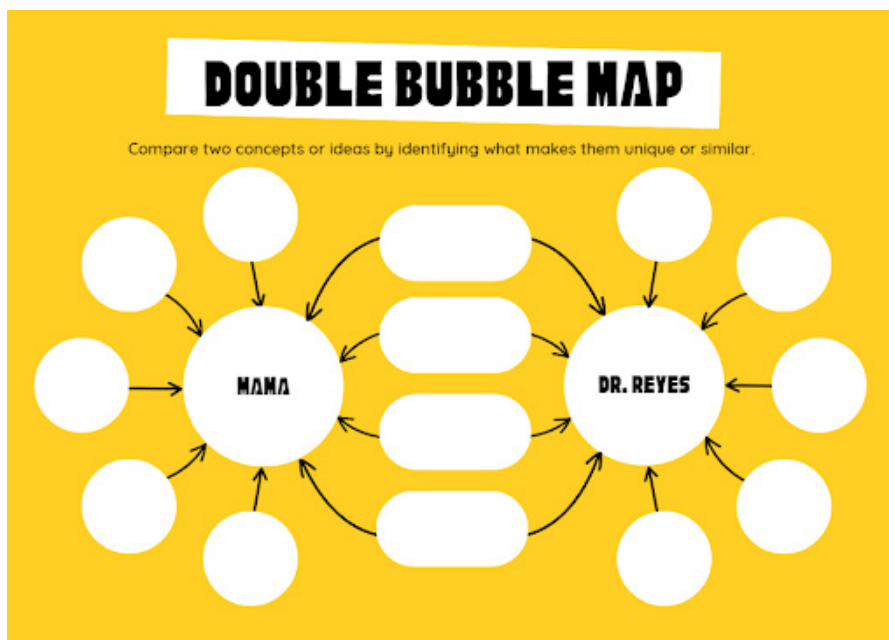 DOUBLE BUBBLE MAP
Compare two concepts or ideas by identifying what makes them unique or similar.
MAMA
DR. REYES